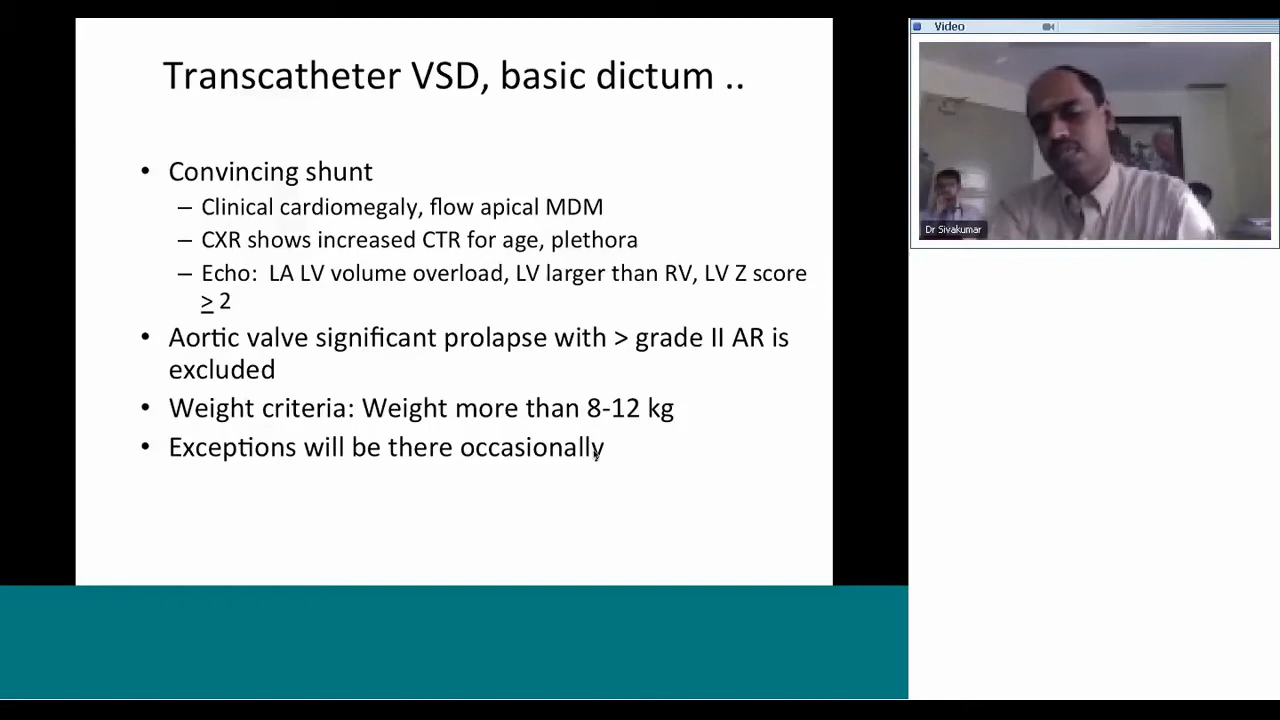 Transcatheter VSD, basic dictum ..
• Convincing shunt
– Clinical cardiomegaly, flow apical MDM
– CXR shows increased CTR for age, plethora
– Echo: LA LV volume overload, LV larger than RV, LV Z score
≥ 2
• Aortic valve significant prolapse with > grade II AR is
excluded
• Weight criteria: Weight more than 8-12 kg
• Exceptions will be there occasionally
Video
Dr Sivakumar